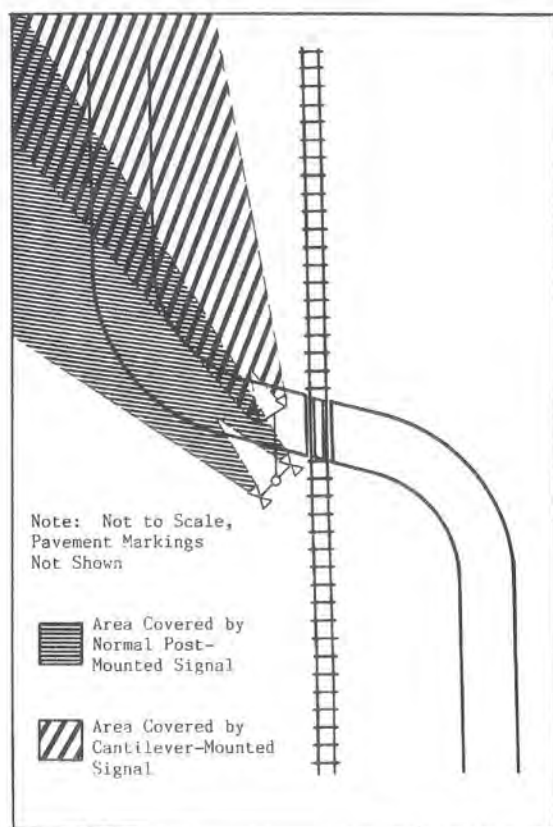 Note: Not to Scale,
Pavement Markings
Not Shown
Area Covered by
Normal Post-
Mounted Signal
Area Covered by
Cantilever-Mounted
Signal